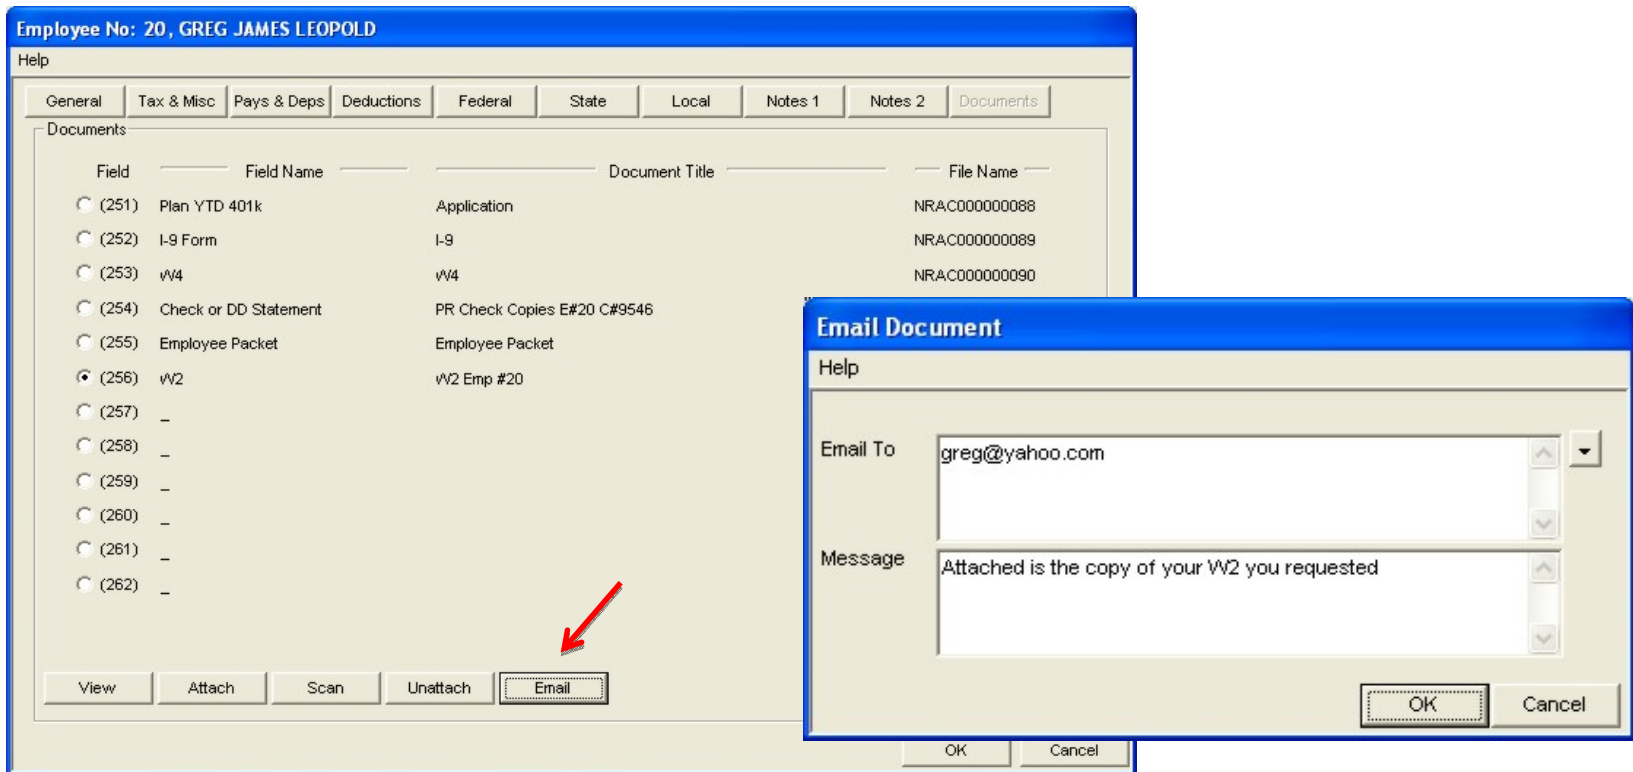 Employee No: 20, GREG JAMES LEOPOLD
Help
General Tax & Misc Pays & Deps Deductions Federal State Local Notes 1 Notes 2 Documents
Documents
Field Field Name Document Title File Name
(251) Plan YTD 401k Application NRAC000000088
(252) I-9 Form I-9 NRAC000000089
(253) W4 W4 NRAC000000090
(254) Check or DD Statement PR Check Copies E#20 C#9546
(255) Employee Packet Employee Packet
(256) W2 W2 Emp #20
(257) _
(258) _
(259) _
(260) _
(261) _
(262) _
View Attach Scan Unattach Email
OK Cancel
Email Document
Help
Email To greg@yahoo.com
Message Attached is the copy of your W2 you requested
OK Cancel